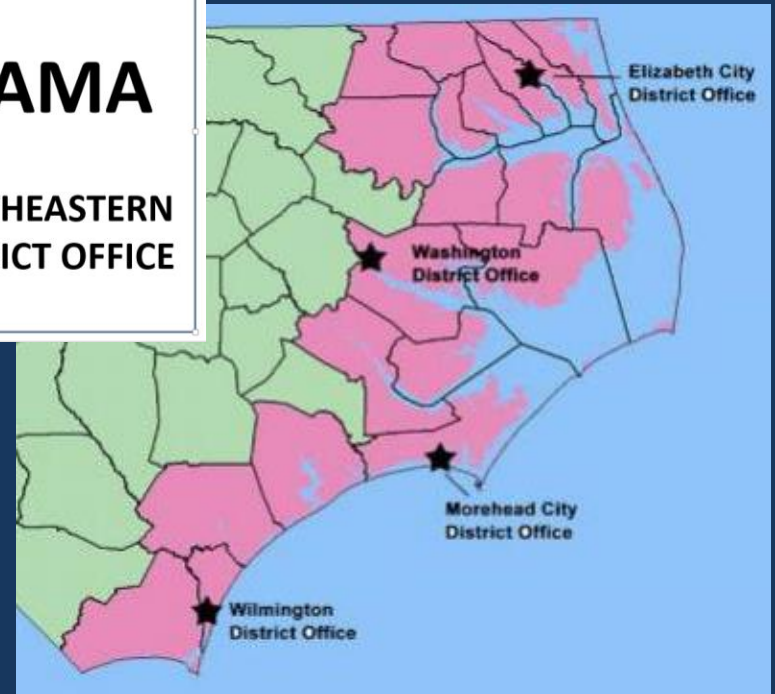 AMA
HEASTERN
ICT OFFICE
Elizabeth City
District Office
Washington
District Office
Morehead City
District Office
Wilmington
District Office